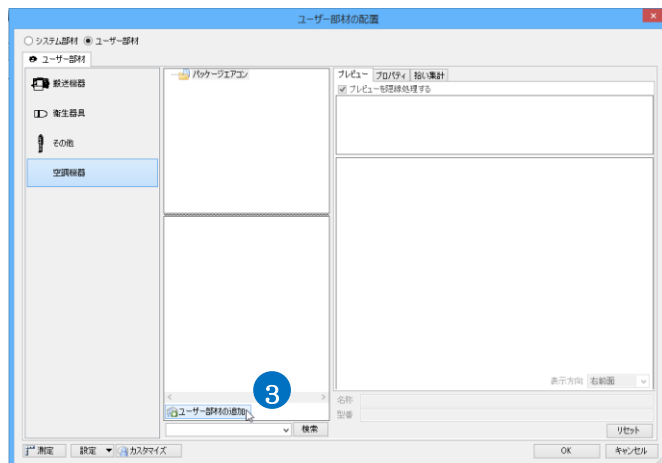 ユーザー部材の配置
システム部材 ユーザー部材
ユーザー部材
搬送機器
衛生器具
その他
空調機器
パッケージエアコン
プレビュー プロパティ 拾い集計
プレビューを隠線処理する
表示方向 右前面
3
ユーザー部材の追加
名称
型番
検索
リセット
測定 設定 カスタマイズ
OK キャンセル